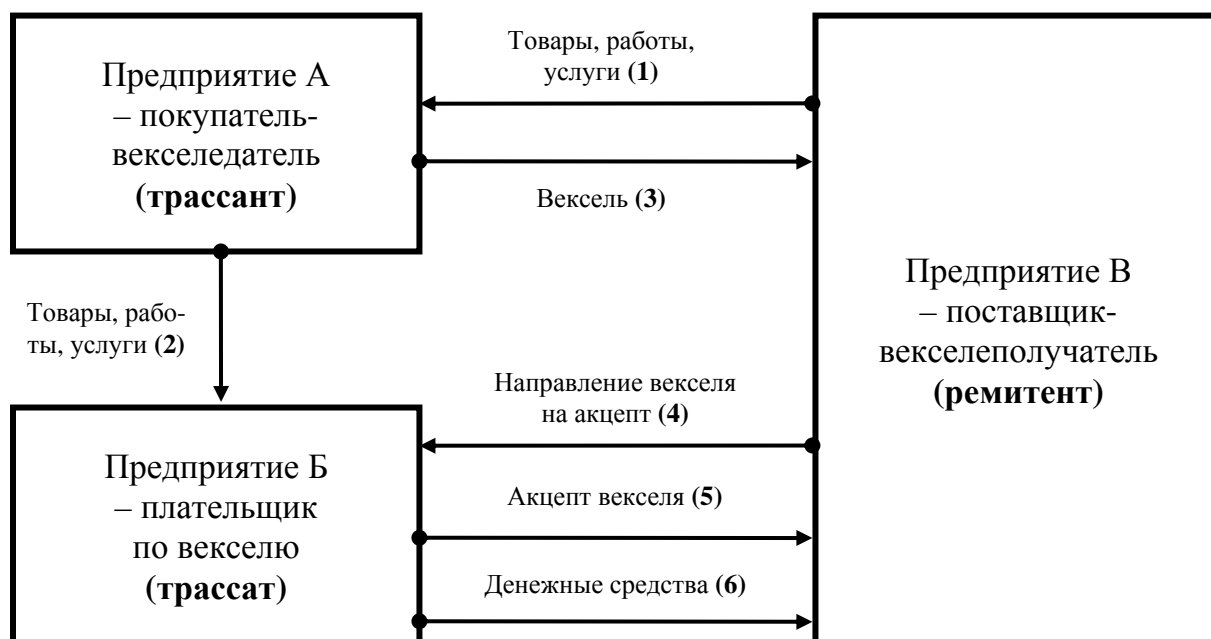 Предприятие А
– покупатель-
векселедатель
(трассант)
Товары, работы,
услуги (1)
Вексель (3)
Товары, рабо-
ты, услуги (2)
Предприятие В
– поставщик-
векселеполучатель
(ремитент)
Направление векселя
на акцепт (4)
Предприятие Б
– плательщик
по векселю
(трассат)
Акцепт векселя (5)
Денежные средства (6)